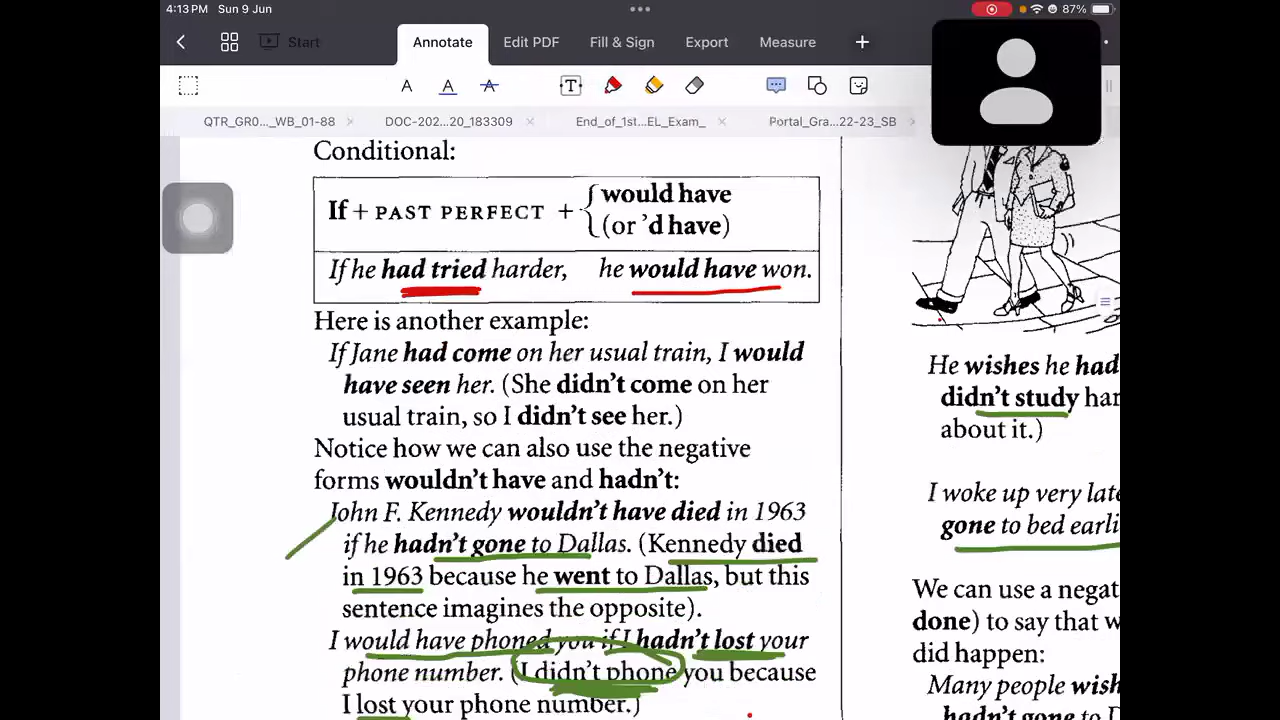 4:13 PM Sun 9 Jun
87%
Start
Annotate
Edit PDF
Fill & Sign
Export
Measure
QTR_GR0..._WB_01-88
DOC-202...20_183309
End_of_1st...EL_Exam_
Portal_Gra...22-23_SB
Conditional:
If + PAST PERFECT + would have
(or 'd have)
If he had tried harder, he would have won.
Here is another example:
If Jane had come on her usual train, I would
have seen her. (She didn't come on her
usual train, so I didn't see her.)
Notice how we can also use the negative
forms wouldn't have and hadn't:
John F. Kennedy wouldn't have died in 1963
if he hadn't gone to Dallas. (Kennedy died
in 1963 because he went to Dallas, but this
sentence imagines the opposite).
I would have phoned you if I hadn't lost your
phone number. (I didn't phone you because
I lost your phone number.)
He wishes he had
didn't study har
about it.)
I woke up very late
gone to bed earli
We can use a negat
done) to say that w
did happen:
Many people wish
hadn't gone to D